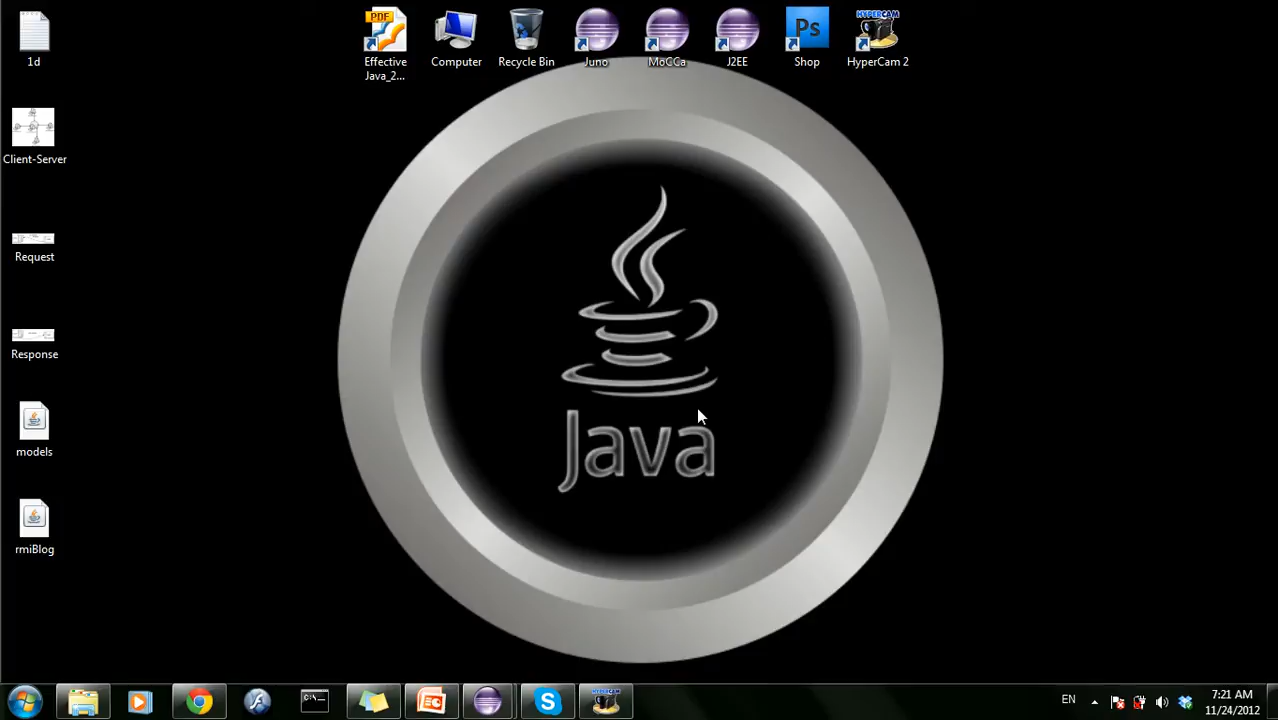 1d
PDF
Effective
Java_2...
Computer
Recycle Bin
Juno
MoCCa
J2EE
Ps
Shop
HYPERCAM
HyperCam 2
Client-Server
Request
Response
models
rmiBlog
Java
C:\_
EN
7:21 AM
11/24/2012